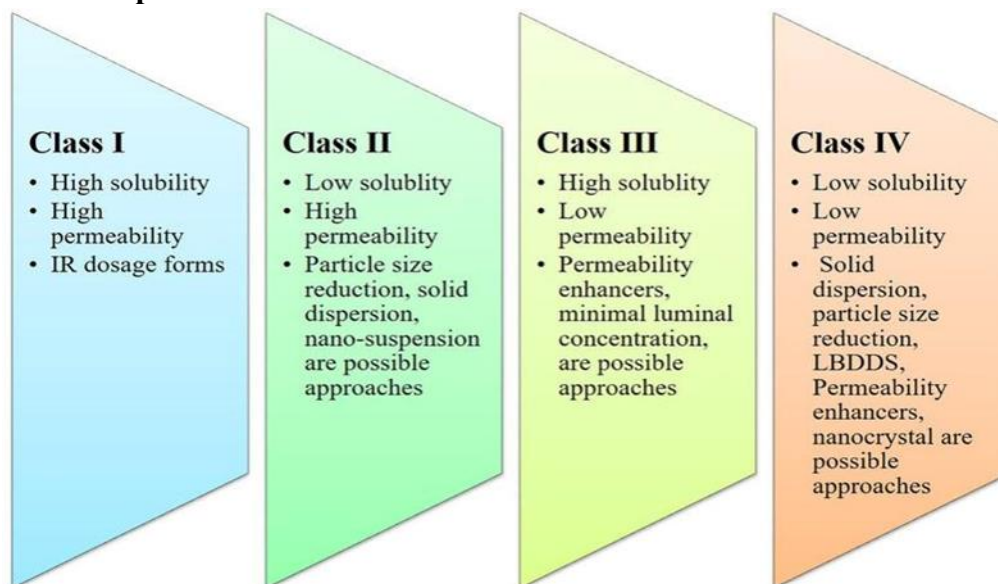 Class I
• High solubility
• High
permeability
• IR dosage forms
Class II
• Low solublity
• High
permeability
• Particle size
reduction, solid
dispersion,
nano-suspension
are possible
approaches
Class III
• High solublity
• Low
permeability
• Permeability
enhancers,
minimal luminal
concentration,
are possible
approaches
Class IV
• Low solubility
• Low
permeability
• Solid
dispersion,
particle size
reduction,
LBDDS,
Permeability
enhancers,
nanocrystal are
possible
approaches